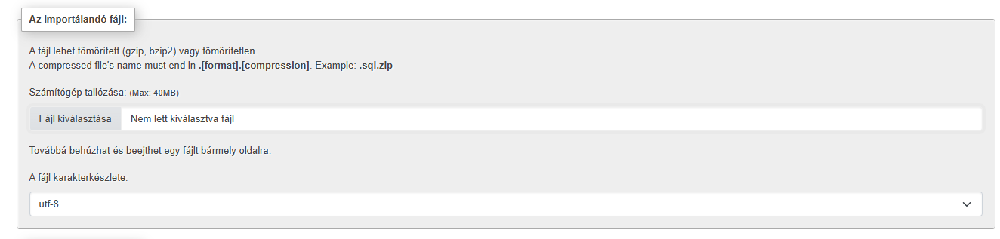 Az importálandó fájl:
A fájl lehet tömörített (gzip, bzip2) vagy tömörítetlen.
A compressed file's name must end in .[format].[compression]. Example: .sql.zip
Számítógép tallózása: (Max: 40MB)
Fájl kiválasztása Nem lett kiválasztva fájl
Továbbá behúzhat és beejthet egy fájlt bármely oldalra.
A fájl karakterkészlete:
utf-8